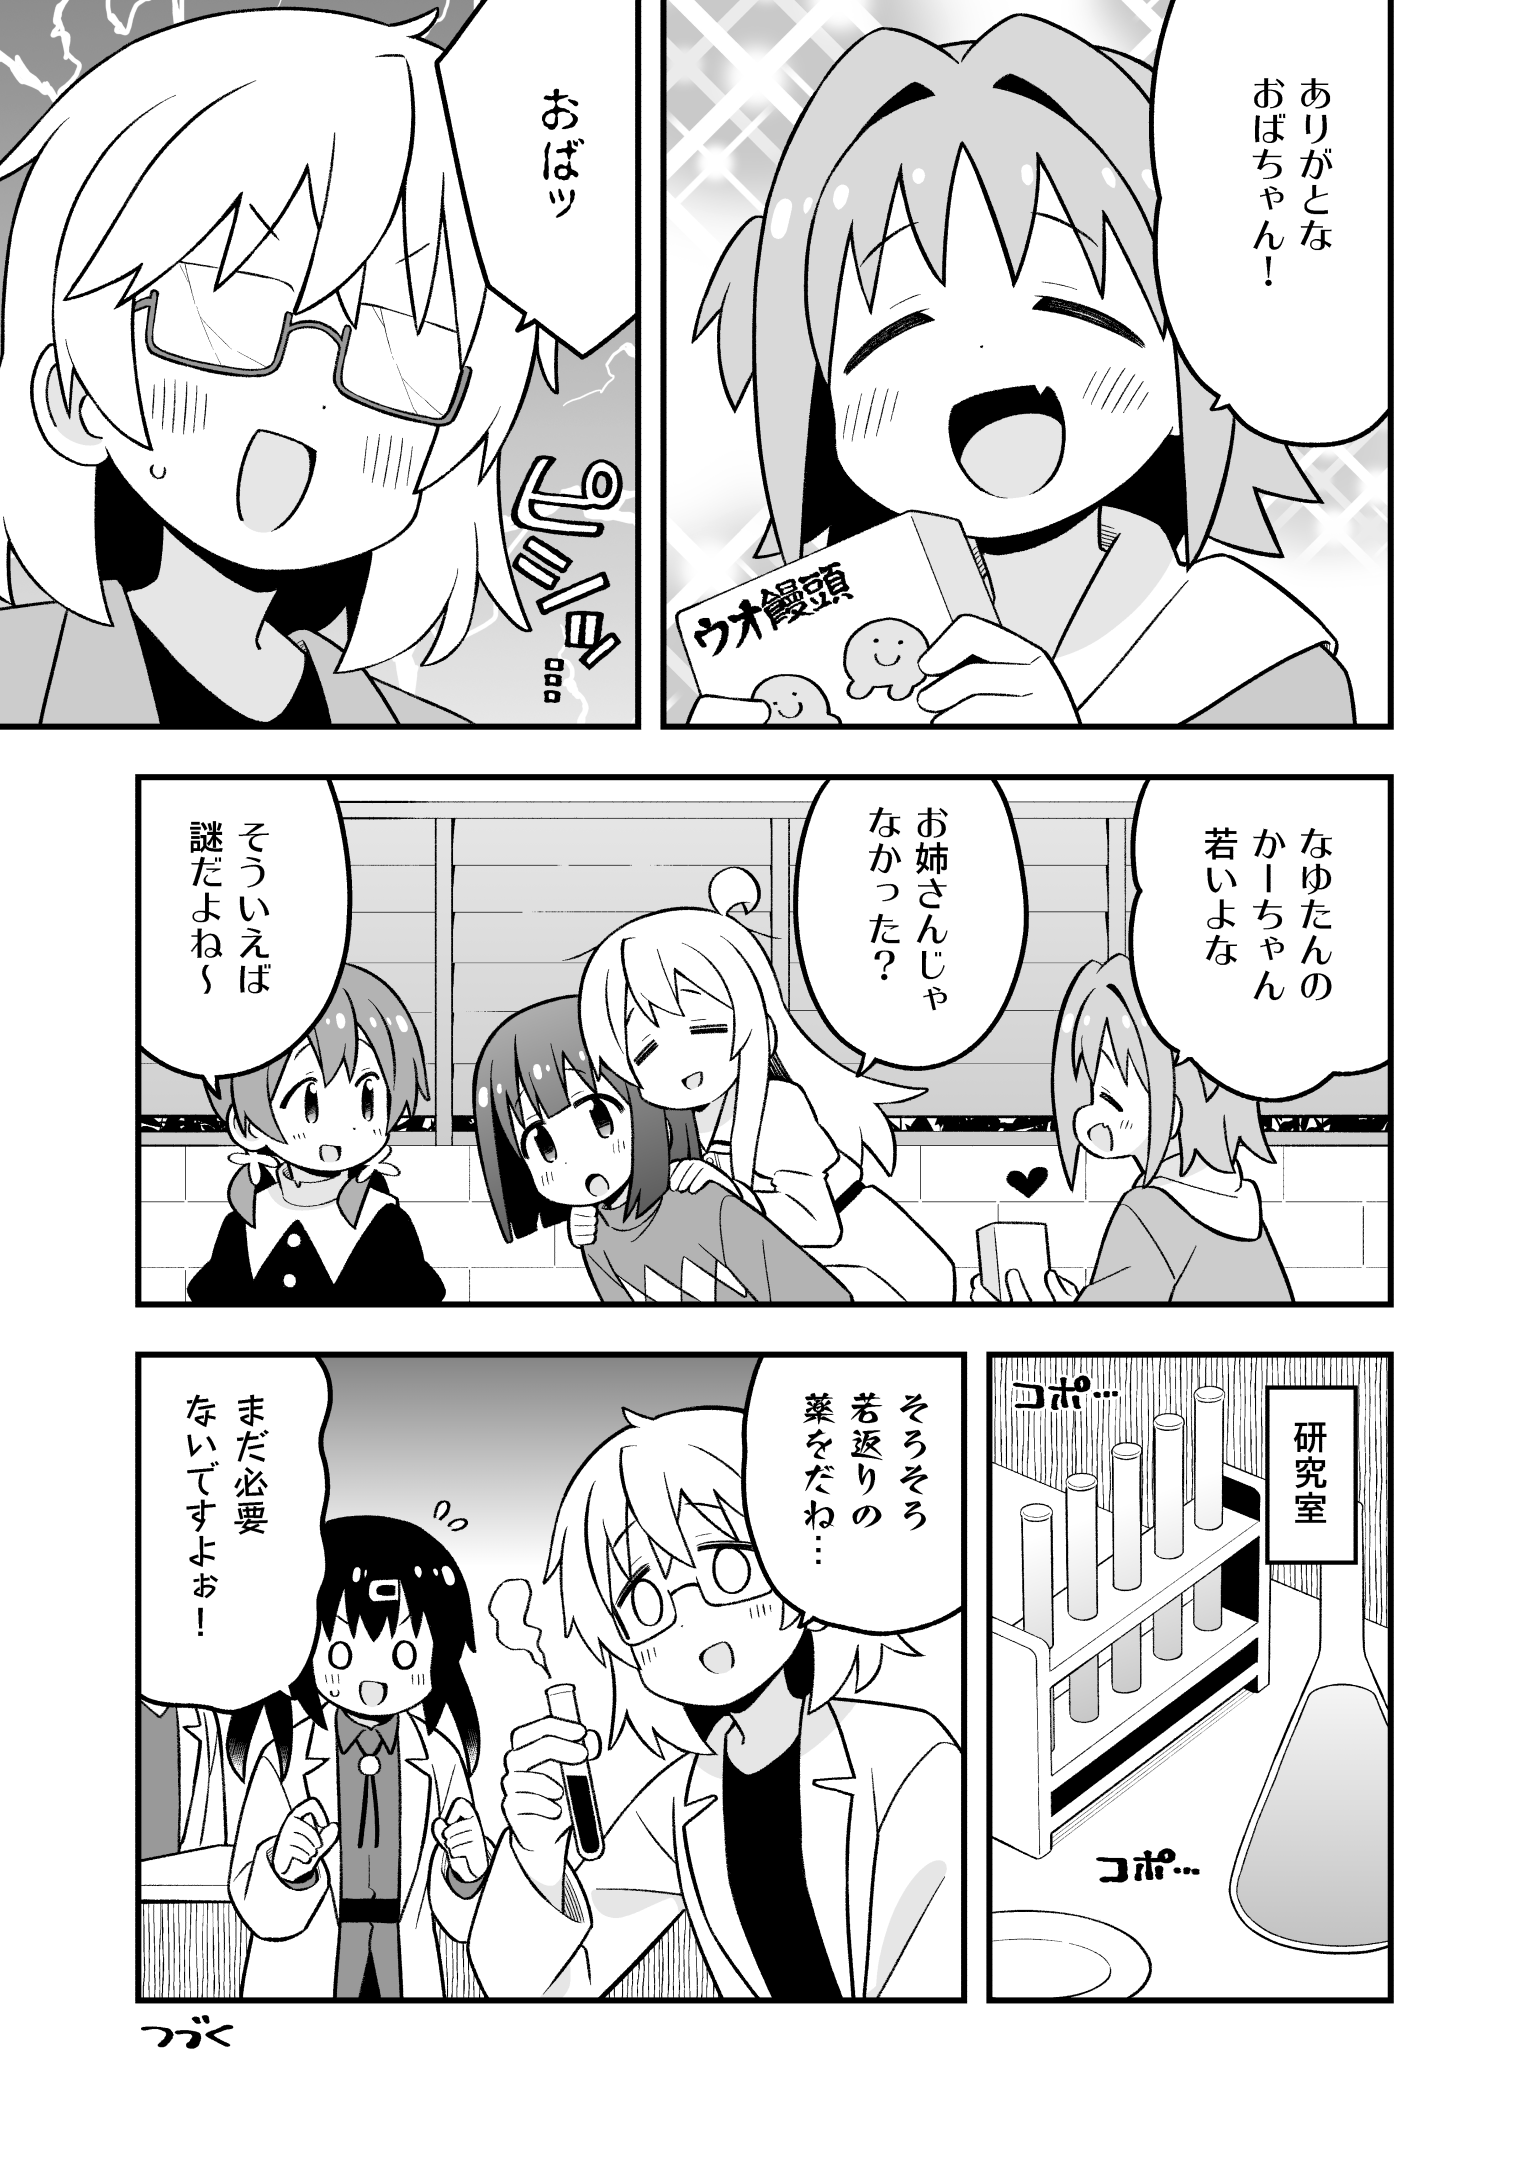 ありがとな
おばちゃん！
ウオ饅頭
おばッ
ピシッ……
なゆたんの
かーちゃん
若いよな
お姉さんじゃ
なかった？
そういえば
謎だよね～
研究室
コポ…
コポ…
そろそろ
若返りの
薬をだね…
まだ必要
ないですよぉ！
つづく